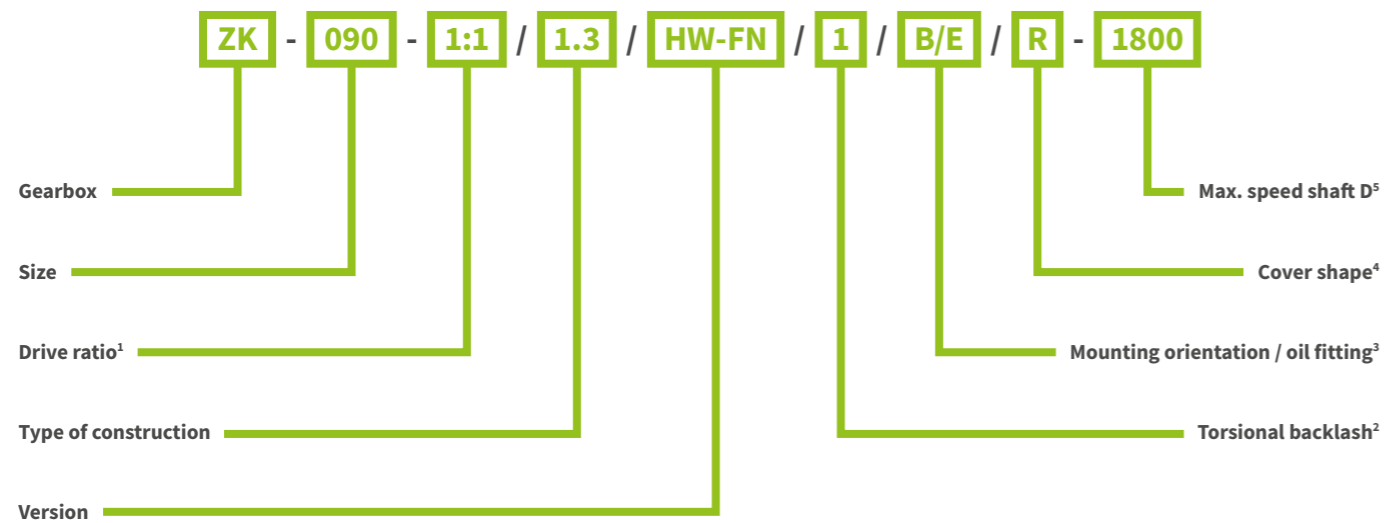 ZK - 090 - 1:1 / 1.3 / HW-FN / 1 / B/E / R - 1800
Gearbox
Max. speed shaft D⁵
Size
Cover shape⁴
Drive ratio¹
Mounting orientation / oil fitting³
Type of construction
Torsional backlash²
Version